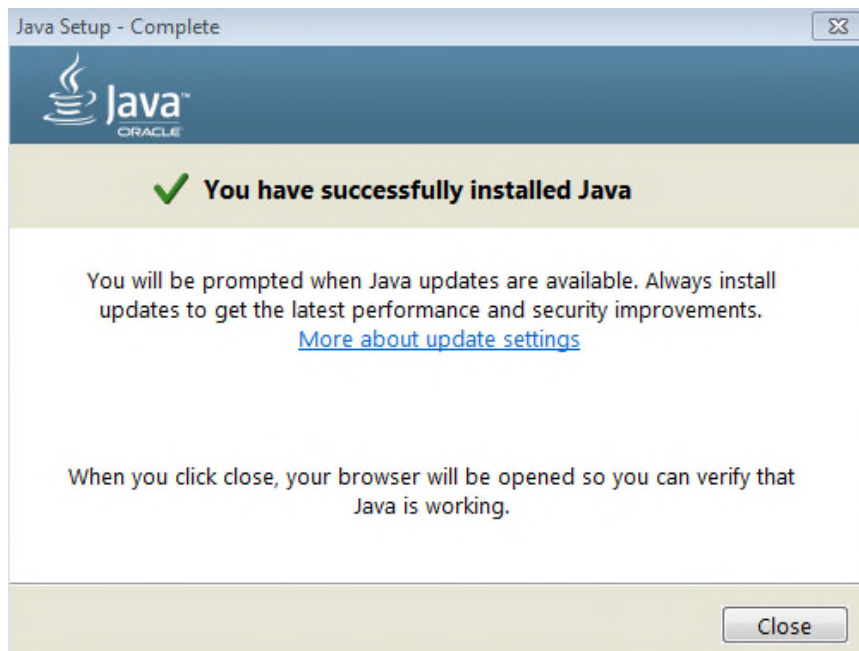 Java Setup - Complete
Java™
ORACLE
You have successfully installed Java
You will be prompted when Java updates are available. Always install
updates to get the latest performance and security improvements.
More about update settings
When you click close, your browser will be opened so you can verify that
Java is working.
Close